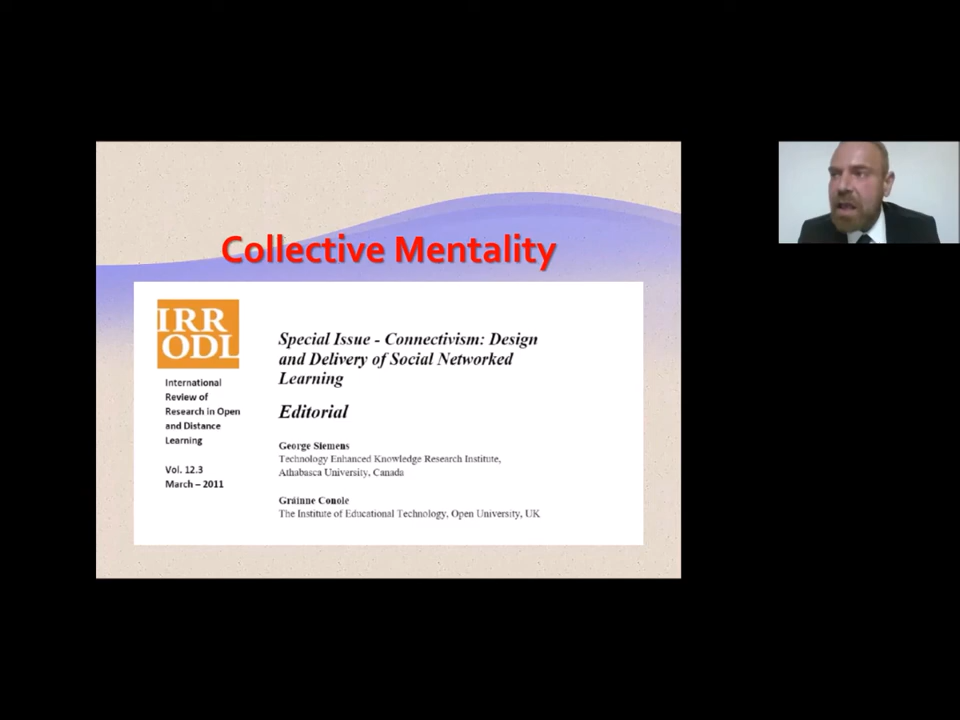 Collective Mentality
IRR
ODL
International
Review of
Research in Open
and Distance
Learning
Vol. 12.3
March – 2011
Special Issue - Connectivism: Design
and Delivery of Social Networked
Learning
Editorial
George Siemens
Technology Enhanced Knowledge Research Institute,
Athabasca University, Canada
Gráinne Conole
The Institute of Educational Technology, Open University, UK